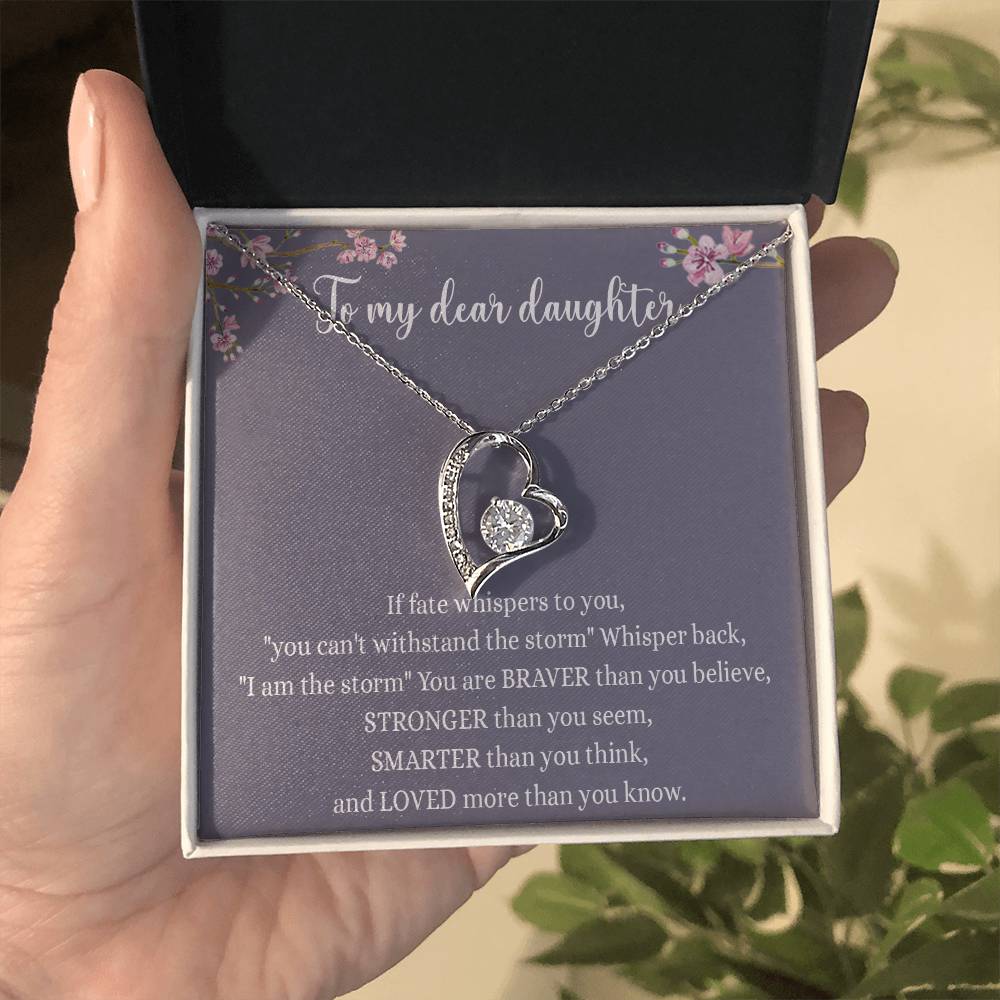 To my dear daughter
If fate whispers to you,
"you can't withstand the storm" Whisper back,
"I am the storm" You are BRAVER than you believe,
STRONGER than you seem,
SMARTER than you think,
and LOVED more than you know.